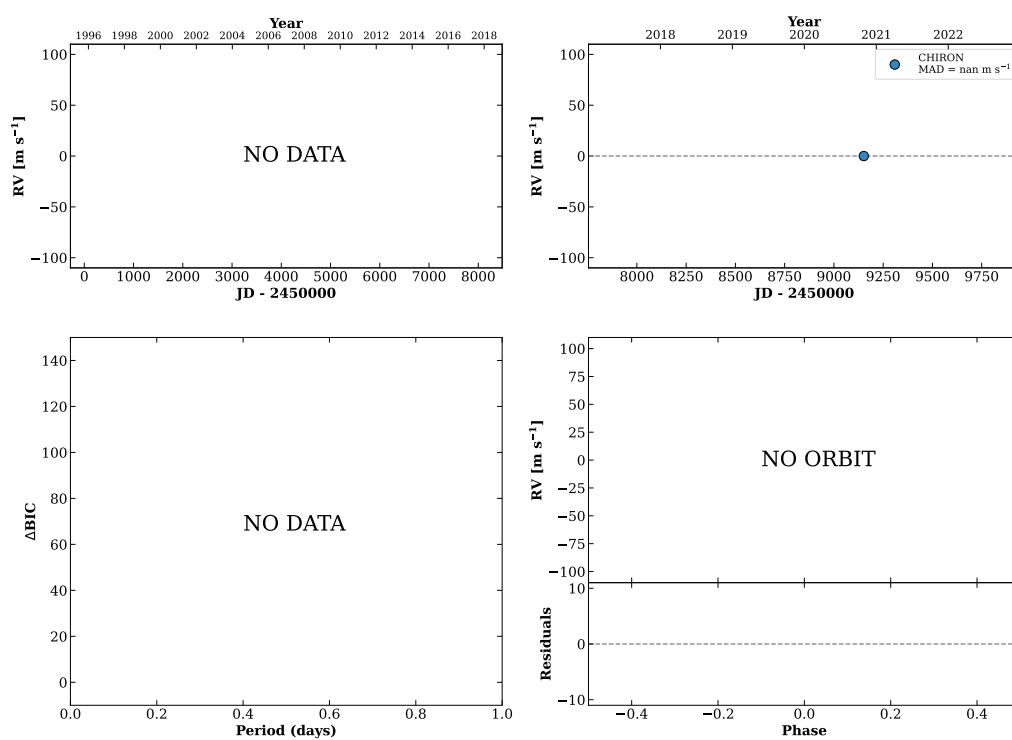 Year
1996 1998 2000 2002 2004 2006 2008 2010 2012 2014 2016 2018
100
50
0
−50
−100
RV [m s⁻¹]
NO DATA
0 1000 2000 3000 4000 5000 6000 7000 8000
JD - 2450000
Year
2018 2019 2020 2021 2022
CHIRON
MAD = nan m s⁻¹
100
50
0
−50
−100
RV [m s⁻¹]
8000 8250 8500 8750 9000 9250 9500 9750
JD - 2450000
140
120
100
80
60
40
20
0
ΔBIC
NO DATA
0.0 0.2 0.4 0.6 0.8 1.0
Period (days)
100
75
50
25
0
−25
−50
−75
−100
RV [m s⁻¹]
NO ORBIT
10
0
−10
Residuals
−0.4 −0.2 0.0 0.2 0.4
Phase